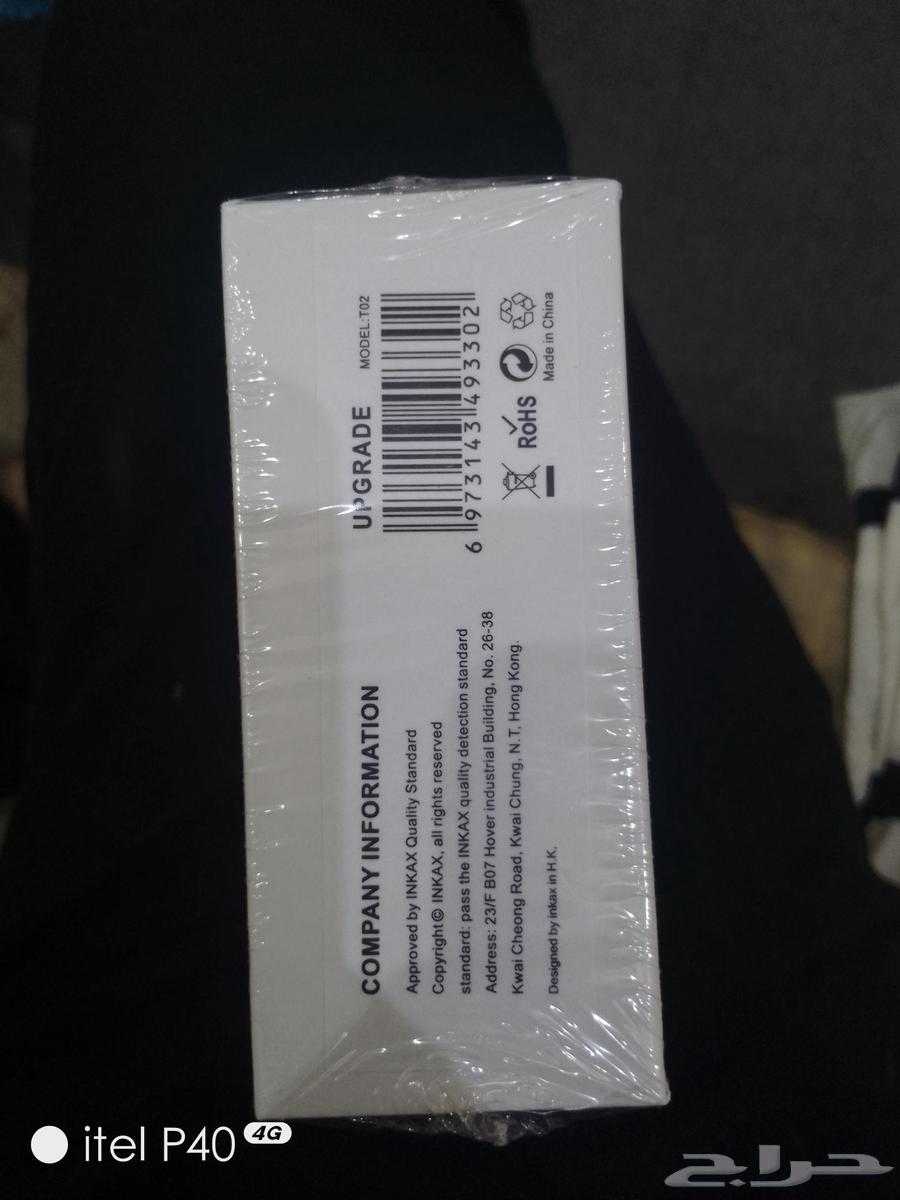 COMPANY INFORMATION
Approved by INKAX Quality Standard
Copyright© INKAX, all rights reserved
standard: pass the INKAX quality detection standard
Address: 23/F B07 Hover industrial Building, No. 26-38
Kwai Cheong Road, Kwai Chung, N.T, Hong Kong.
Designed by inkax in H.K.
UPGRADE
MODEL:T02
6 973143 493302
RoHS
Made in China
itel P40 4G
حراج